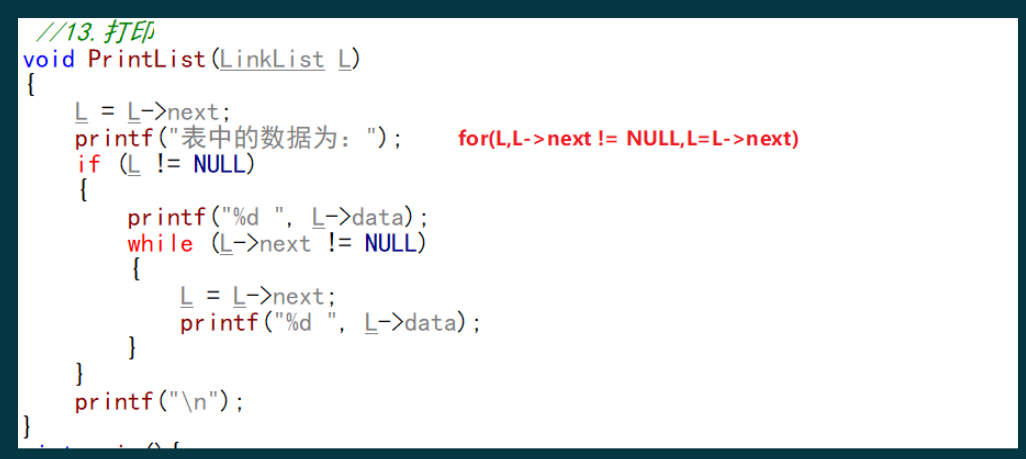 //13.打印
void PrintList(LinkList L)
{
L = L->next;
printf("表中的数据为：");
for(L,L->next != NULL,L=L->next)
if (L != NULL)
{
printf("%d ", L->data);
while (L->next != NULL)
{
L = L->next;
printf("%d ", L->data);
}
}
printf("\n");
}